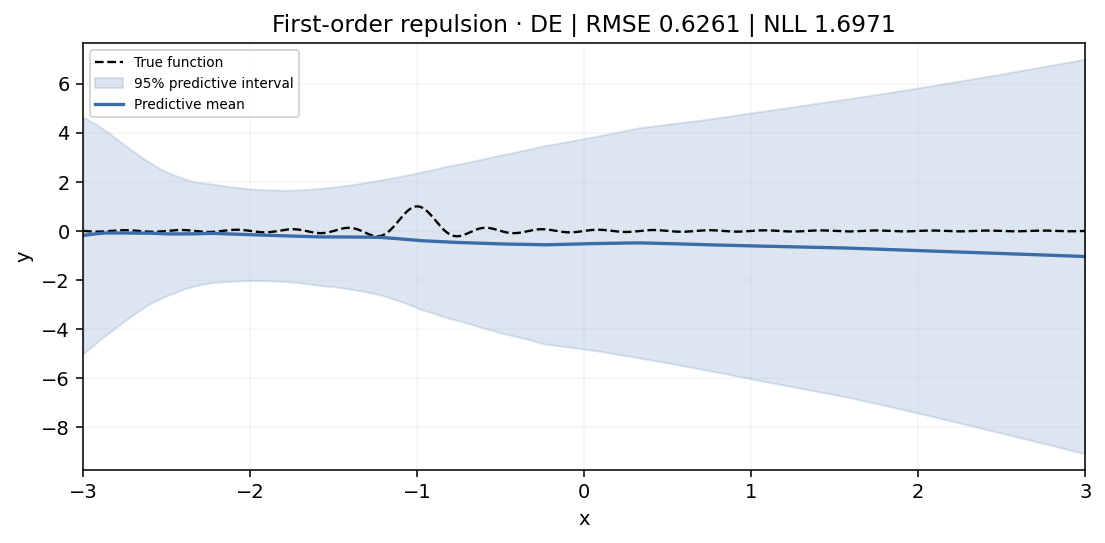 First-order repulsion · DE | RMSE 0.6261 | NLL 1.6971
True function
95% predictive interval
Predictive mean
6
4
2
0
−2
−4
−6
−8
y
−3 −2 −1 0 1 2 3
x